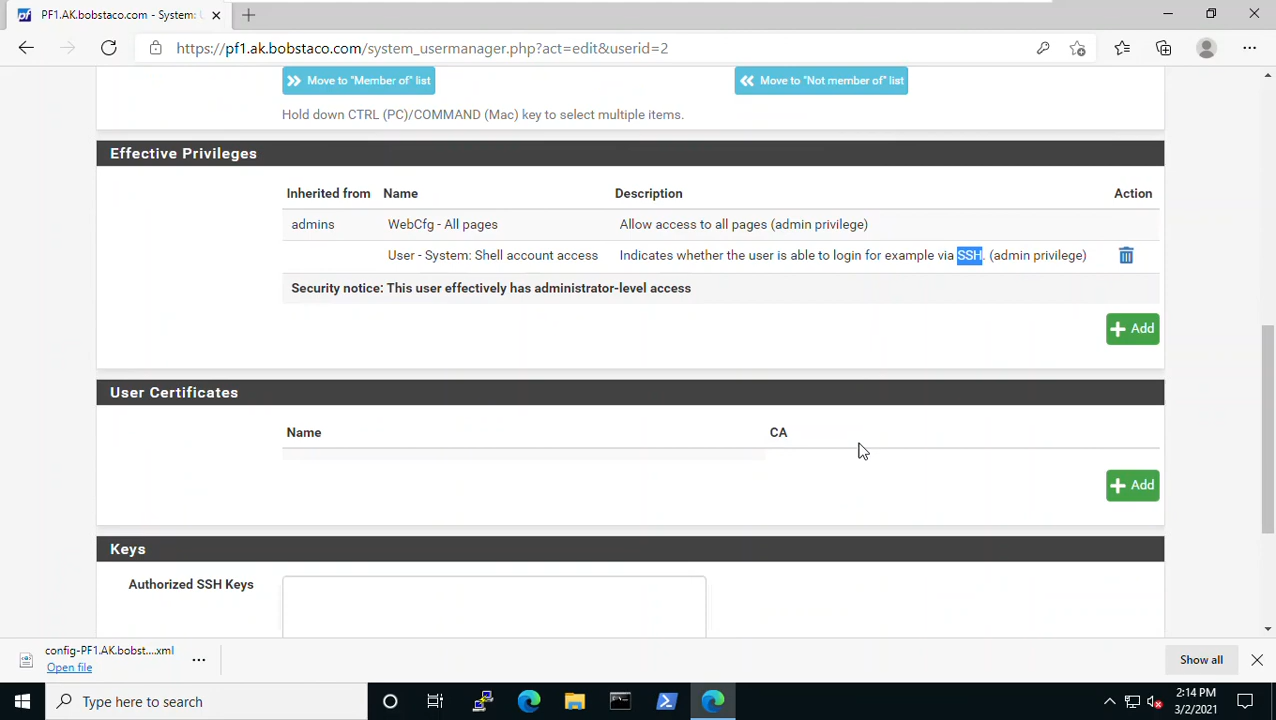 PF1.AK.bobstaco.com - System: U
https://pf1.ak.bobstaco.com/system_usermanager.php?act=edit&userid=2
Move to "Member of" list
Move to "Not member of" list
Hold down CTRL (PC)/COMMAND (Mac) key to select multiple items.
Effective Privileges
Inherited from Name Description Action
admins WebCfg - All pages Allow access to all pages (admin privilege)
User - System: Shell account access Indicates whether the user is able to login for example via SSH. (admin privilege)
Security notice: This user effectively has administrator-level access
Add
User Certificates
Name CA
Add
Keys
Authorized SSH Keys
config-PF1.AK.bobst....xml
Open file
Show all
Type here to search
2:14 PM
3/2/2021